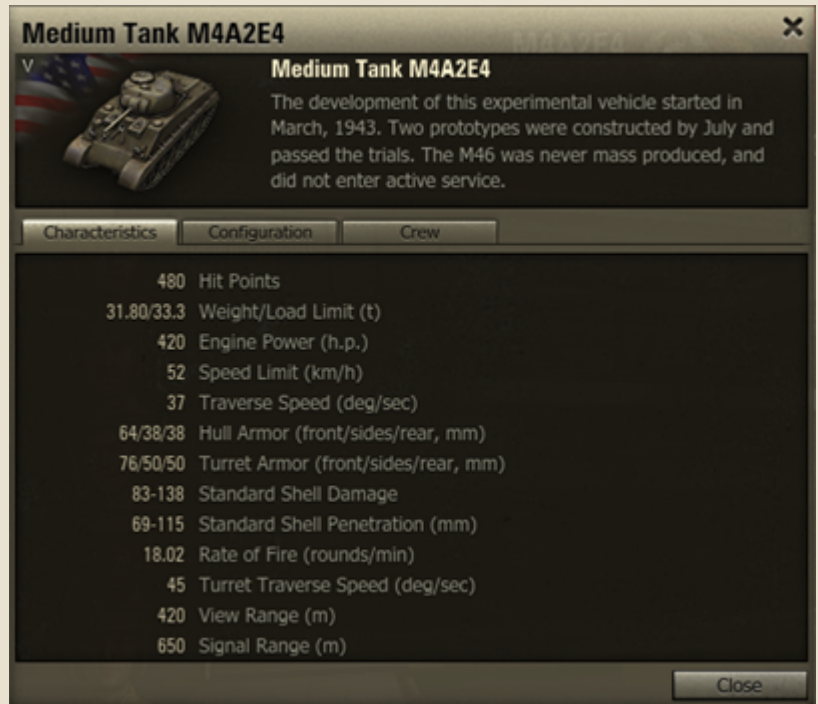 Medium Tank M4A2E4
V
Medium Tank M4A2E4
The development of this experimental vehicle started in
March, 1943. Two prototypes were constructed by July and
passed the trials. The M46 was never mass produced, and
did not enter active service.
Characteristics Configuration Crew
480 Hit Points
31.80/33.3 Weight/Load Limit (t)
420 Engine Power (h.p.)
52 Speed Limit (km/h)
37 Traverse Speed (deg/sec)
64/38/38 Hull Armor (front/sides/rear, mm)
76/50/50 Turret Armor (front/sides/rear, mm)
83-138 Standard Shell Damage
69-115 Standard Shell Penetration (mm)
18.02 Rate of Fire (rounds/min)
45 Turret Traverse Speed (deg/sec)
420 View Range (m)
650 Signal Range (m)
Close